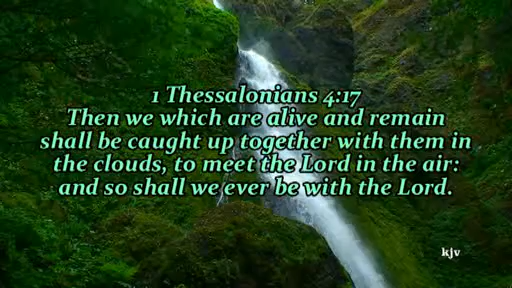 1 Thessalonians 4:17
Then we which are alive and remain
shall be caught up together with them in
the clouds, to meet the Lord in the air:
and so shall we ever be with the Lord.
kjv